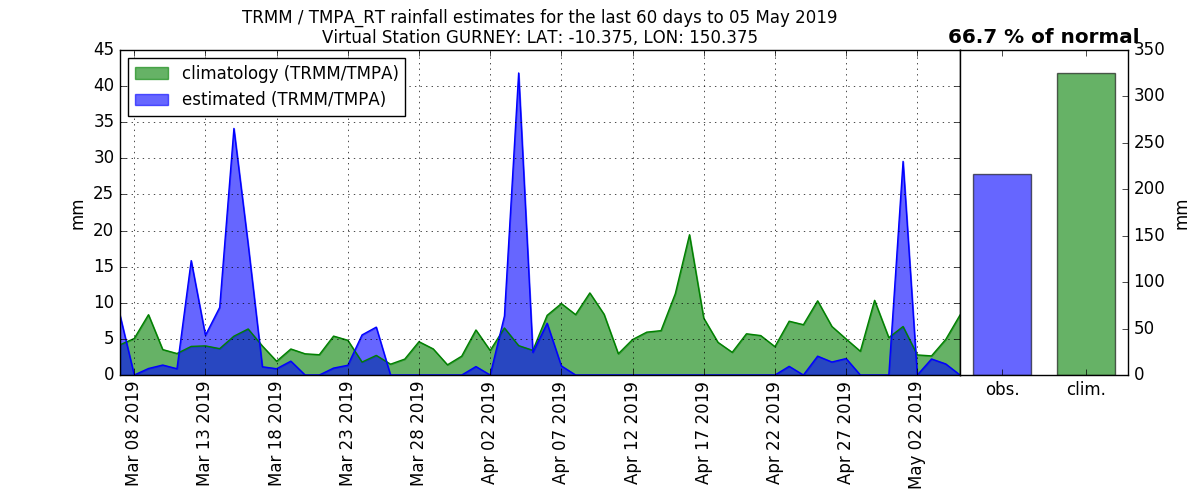 TRMM / TMPA_RT rainfall estimates for the last 60 days to 05 May 2019
Virtual Station GURNEY: LAT: -10.375, LON: 150.375
66.7 % of normal
climatology (TRMM/TMPA)
estimated (TRMM/TMPA)
45
40
35
30
25
20
15
10
5
0
mm
Mar 08 2019
Mar 13 2019
Mar 18 2019
Mar 23 2019
Mar 28 2019
Apr 02 2019
Apr 07 2019
Apr 12 2019
Apr 17 2019
Apr 22 2019
Apr 27 2019
May 02 2019
350
300
250
200
150
100
50
0
mm
obs.
clim.